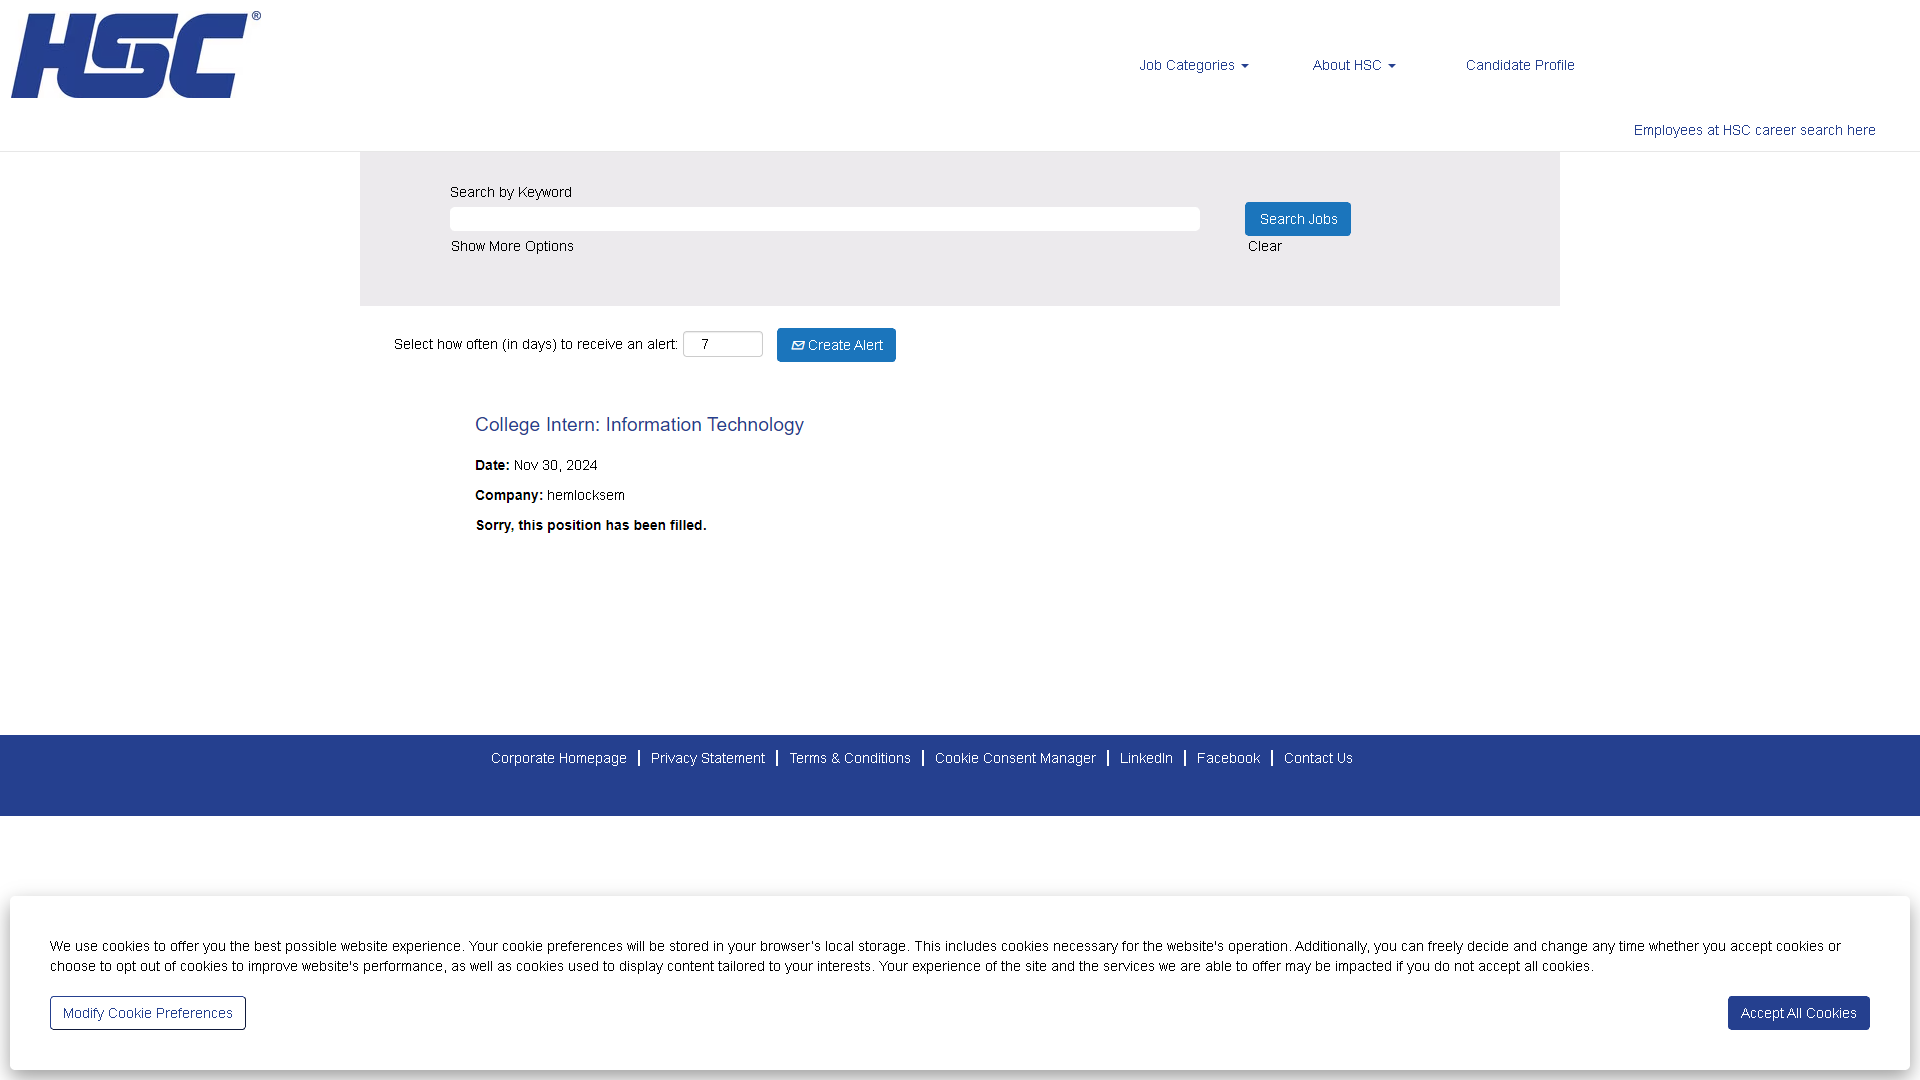 HSC®
Job Categories
About HSC
Candidate Profile
Employees at HSC career search here
Search by Keyword
Search Jobs
Show More Options
Clear
Select how often (in days) to receive an alert: 7
Create Alert
College Intern: Information Technology
Date: Nov 30, 2024
Company: hemlocksem
Sorry, this position has been filled.
Corporate Homepage
Privacy Statement
Terms & Conditions
Cookie Consent Manager
LinkedIn
Facebook
Contact Us
We use cookies to offer you the best possible website experience. Your cookie preferences will be stored in your browser's local storage. This includes cookies necessary for the website's operation. Additionally, you can freely decide and change any time whether you accept cookies or
choose to opt out of cookies to improve website's performance, as well as cookies used to display content tailored to your interests. Your experience of the site and the services we are able to offer may be impacted if you do not accept all cookies.
Modify Cookie Preferences
Accept All Cookies